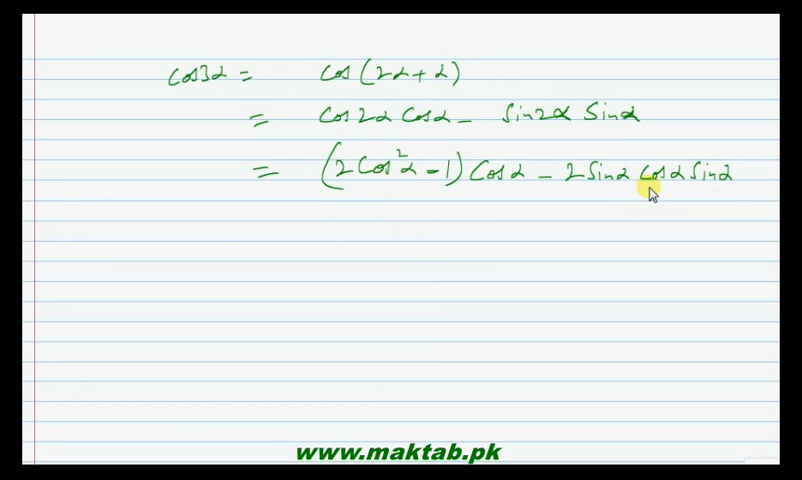 cos3α = cos(2α+α)
= cos2α cosα - sin2α sinα
= (2cos²α-1)cosα - 2sinα cosα sinα
www.maktab.pk